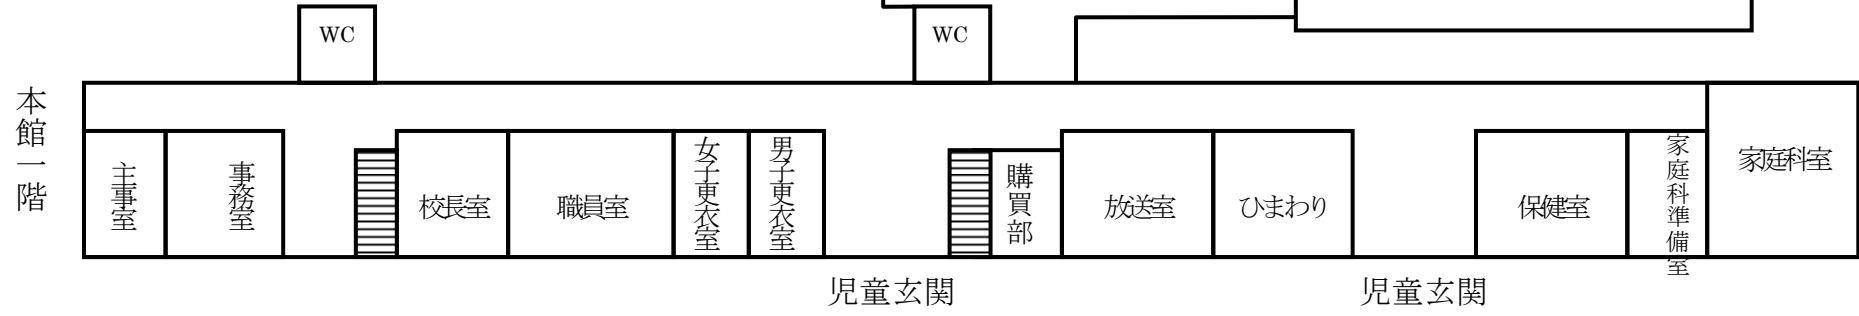 WC
WC
本館一階
主事室
事務室
校長室
職員室
女子更衣室
男子更衣室
購買部
放送室
ひまわり
保健室
家庭科準備室
家庭科室
児童玄関
児童玄関